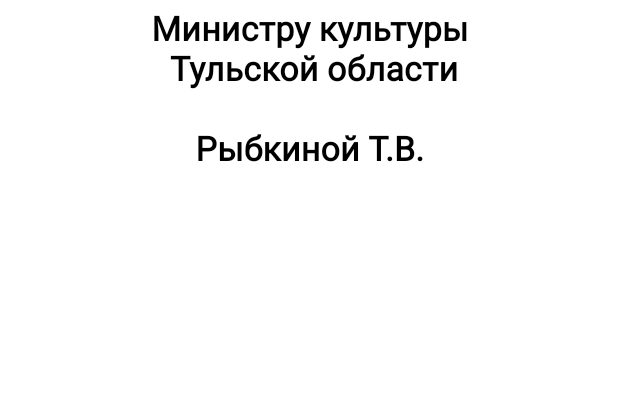 Министру культуры
Тульской области
Рыбкиной Т.В.